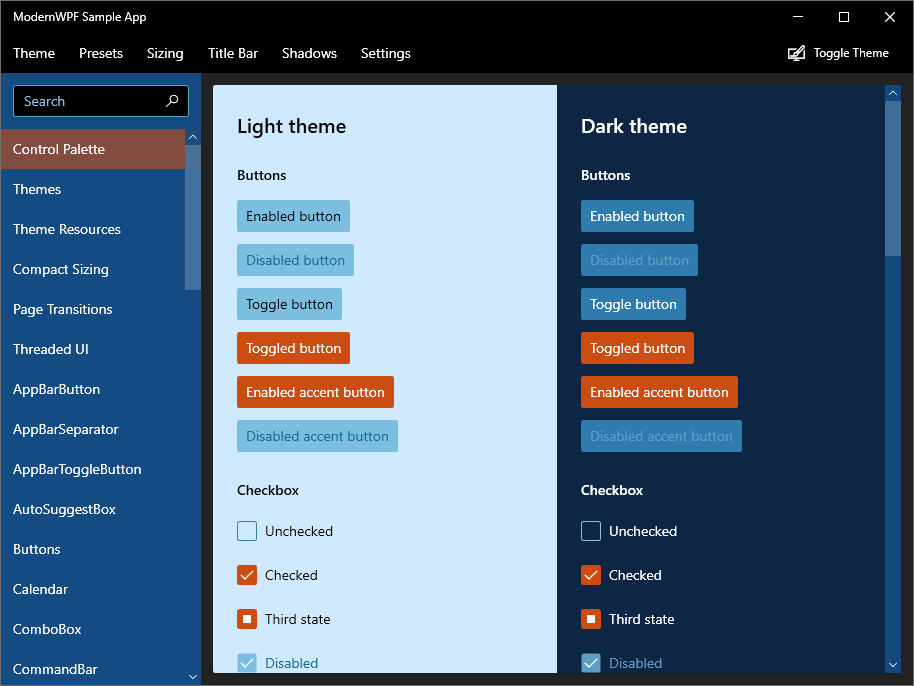 ModernWPF Sample App
Theme Presets Sizing Title Bar Shadows Settings Toggle Theme
Search
Control Palette
Themes
Theme Resources
Compact Sizing
Page Transitions
Threaded UI
AppBarButton
AppBarSeparator
AppBarToggleButton
AutoSuggestBox
Buttons
Calendar
ComboBox
CommandBar
Light theme
Buttons
Enabled button
Disabled button
Toggle button
Toggled button
Enabled accent button
Disabled accent button
Checkbox
Unchecked
Checked
Third state
Disabled
Dark theme
Buttons
Enabled button
Disabled button
Toggle button
Toggled button
Enabled accent button
Disabled accent button
Checkbox
Unchecked
Checked
Third state
Disabled